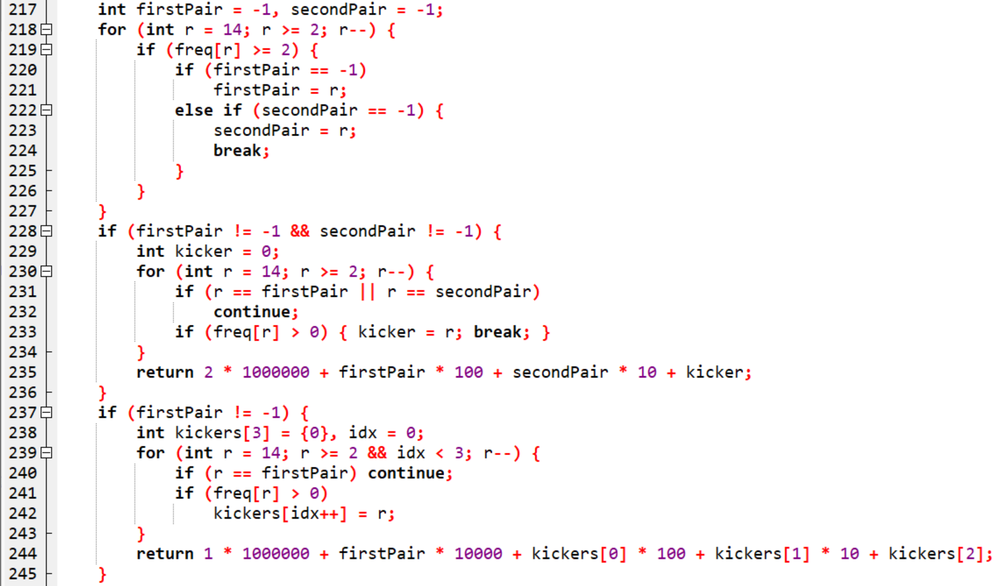 217 int firstPair = -1, secondPair = -1;
218 for (int r = 14; r >= 2; r--) {
219 if (freq[r] >= 2) {
220 if (firstPair == -1)
221 firstPair = r;
222 else if (secondPair == -1) {
223 secondPair = r;
224 break;
225 }
226 }
227 }
228 if (firstPair != -1 && secondPair != -1) {
229 int kicker = 0;
230 for (int r = 14; r >= 2; r--) {
231 if (r == firstPair || r == secondPair)
232 continue;
233 if (freq[r] > 0) { kicker = r; break; }
234 }
235 return 2 * 1000000 + firstPair * 100 + secondPair * 10 + kicker;
236 }
237 if (firstPair != -1) {
238 int kickers[3] = {0}, idx = 0;
239 for (int r = 14; r >= 2 && idx < 3; r--) {
240 if (r == firstPair) continue;
241 if (freq[r] > 0)
242 kickers[idx++] = r;
243 }
244 return 1 * 1000000 + firstPair * 10000 + kickers[0] * 100 + kickers[1] * 10 + kickers[2];
245 }